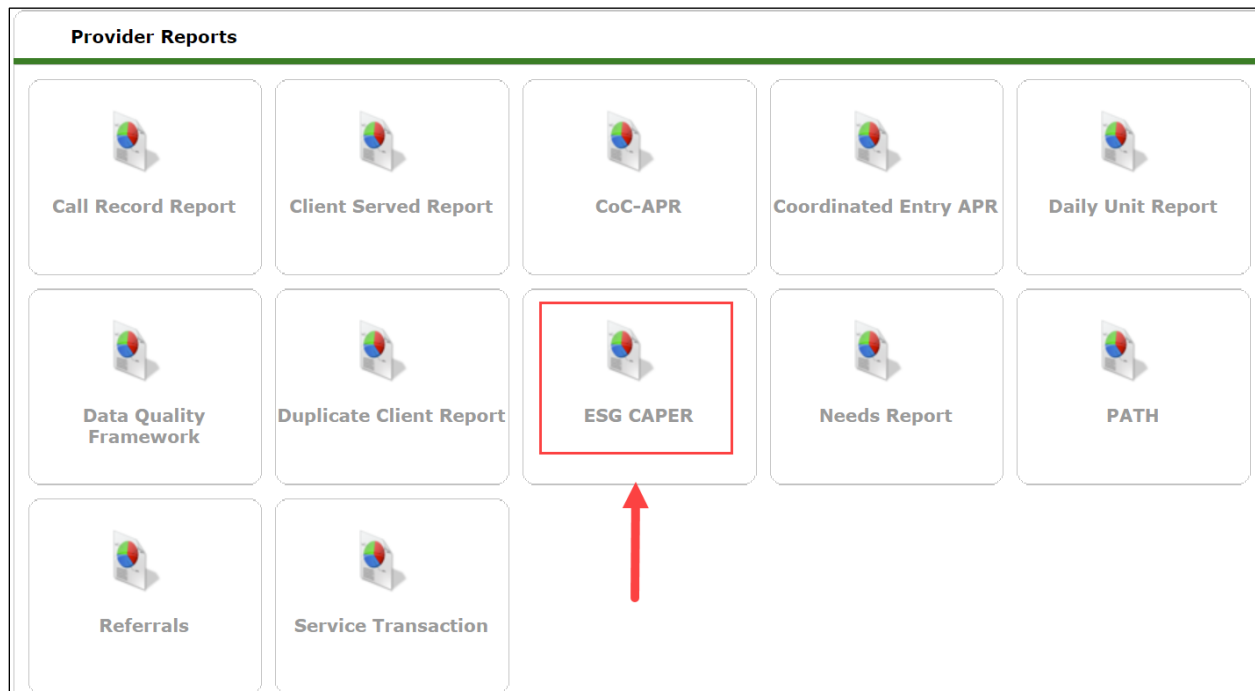 Provider Reports
Call Record Report
Client Served Report
CoC-APR
Coordinated Entry APR
Daily Unit Report
Data Quality
Framework
Duplicate Client Report
ESG CAPER
Needs Report
PATH
Referrals
Service Transaction